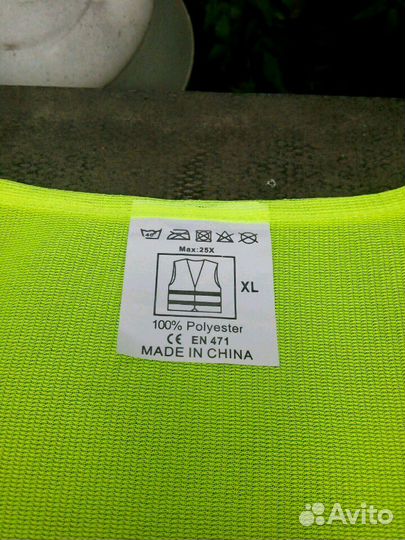 40
Max:25X
XL
100% Polyester
CE EN 471
MADE IN CHINA
Avito